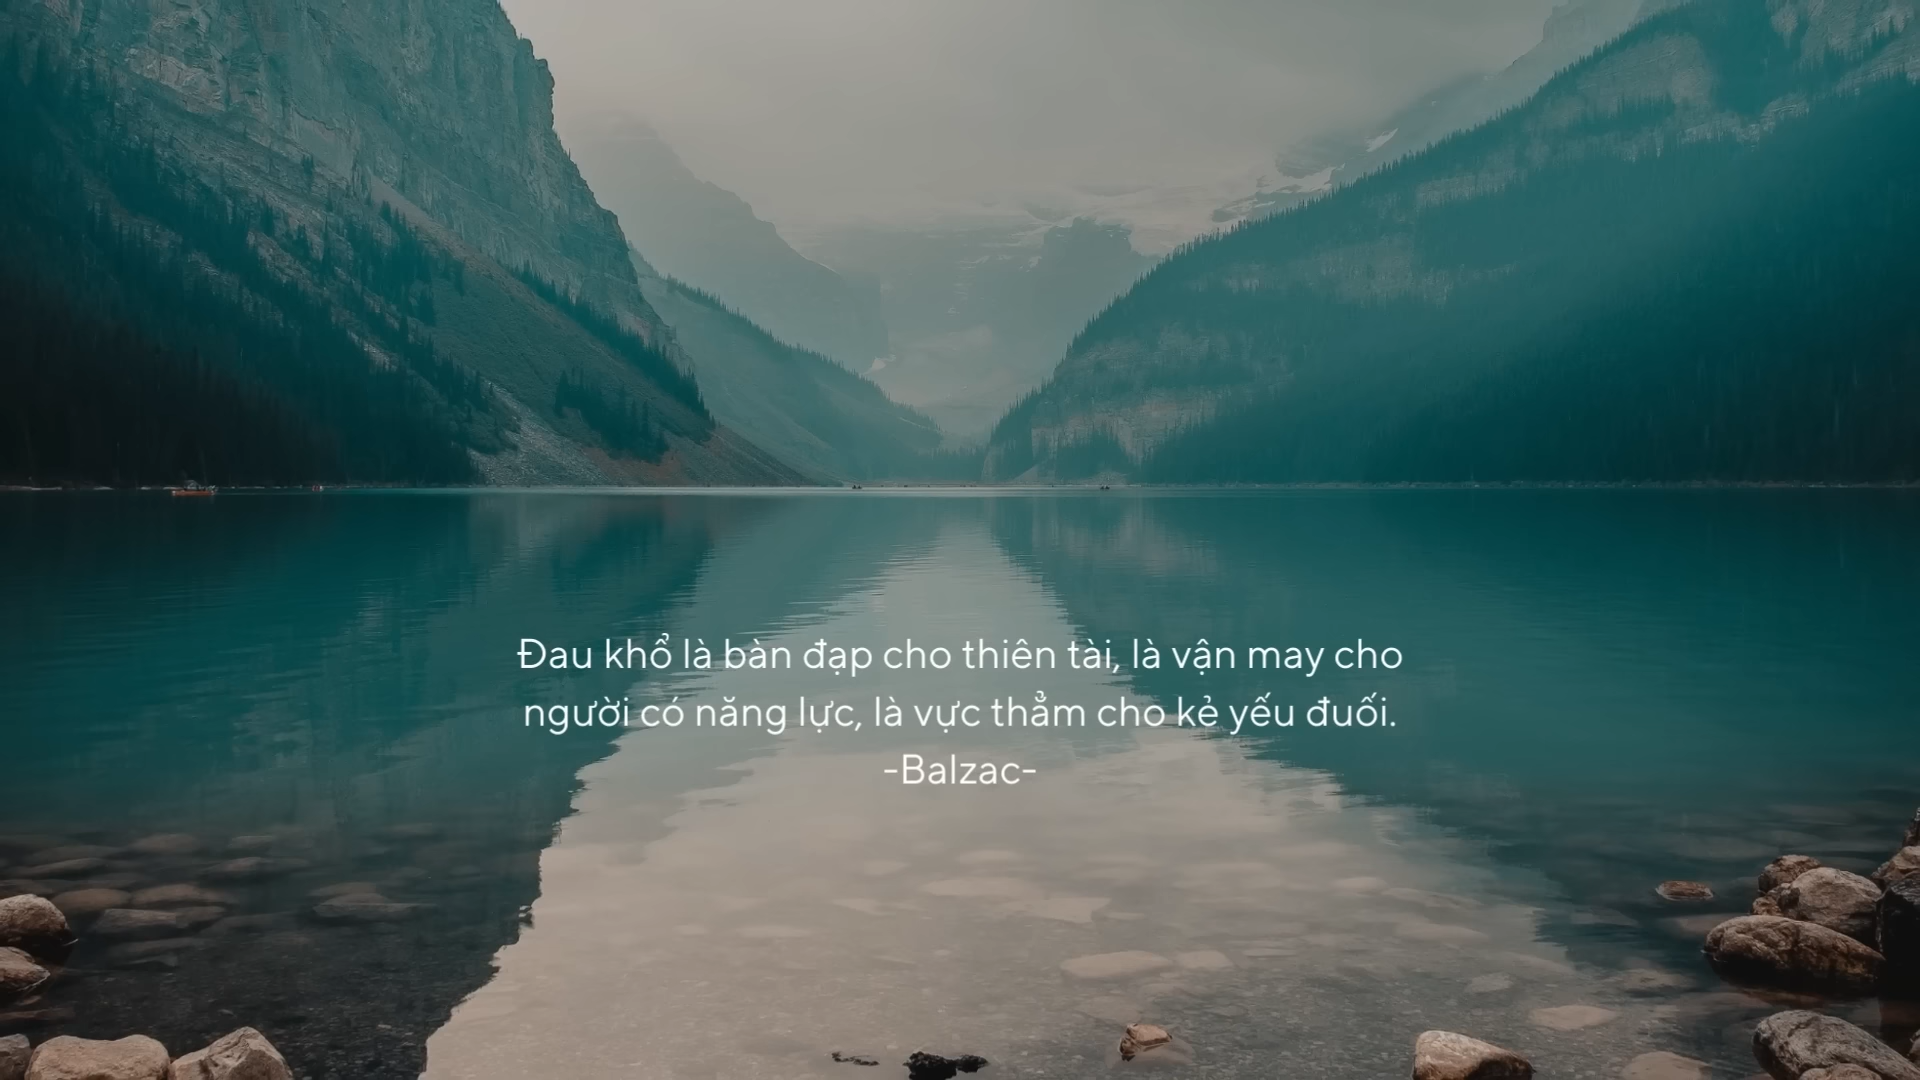 Đau khổ là bàn đạp cho thiên tài, là vận may cho
người có năng lực, là vực thẳm cho kẻ yếu đuối.
-Balzac-